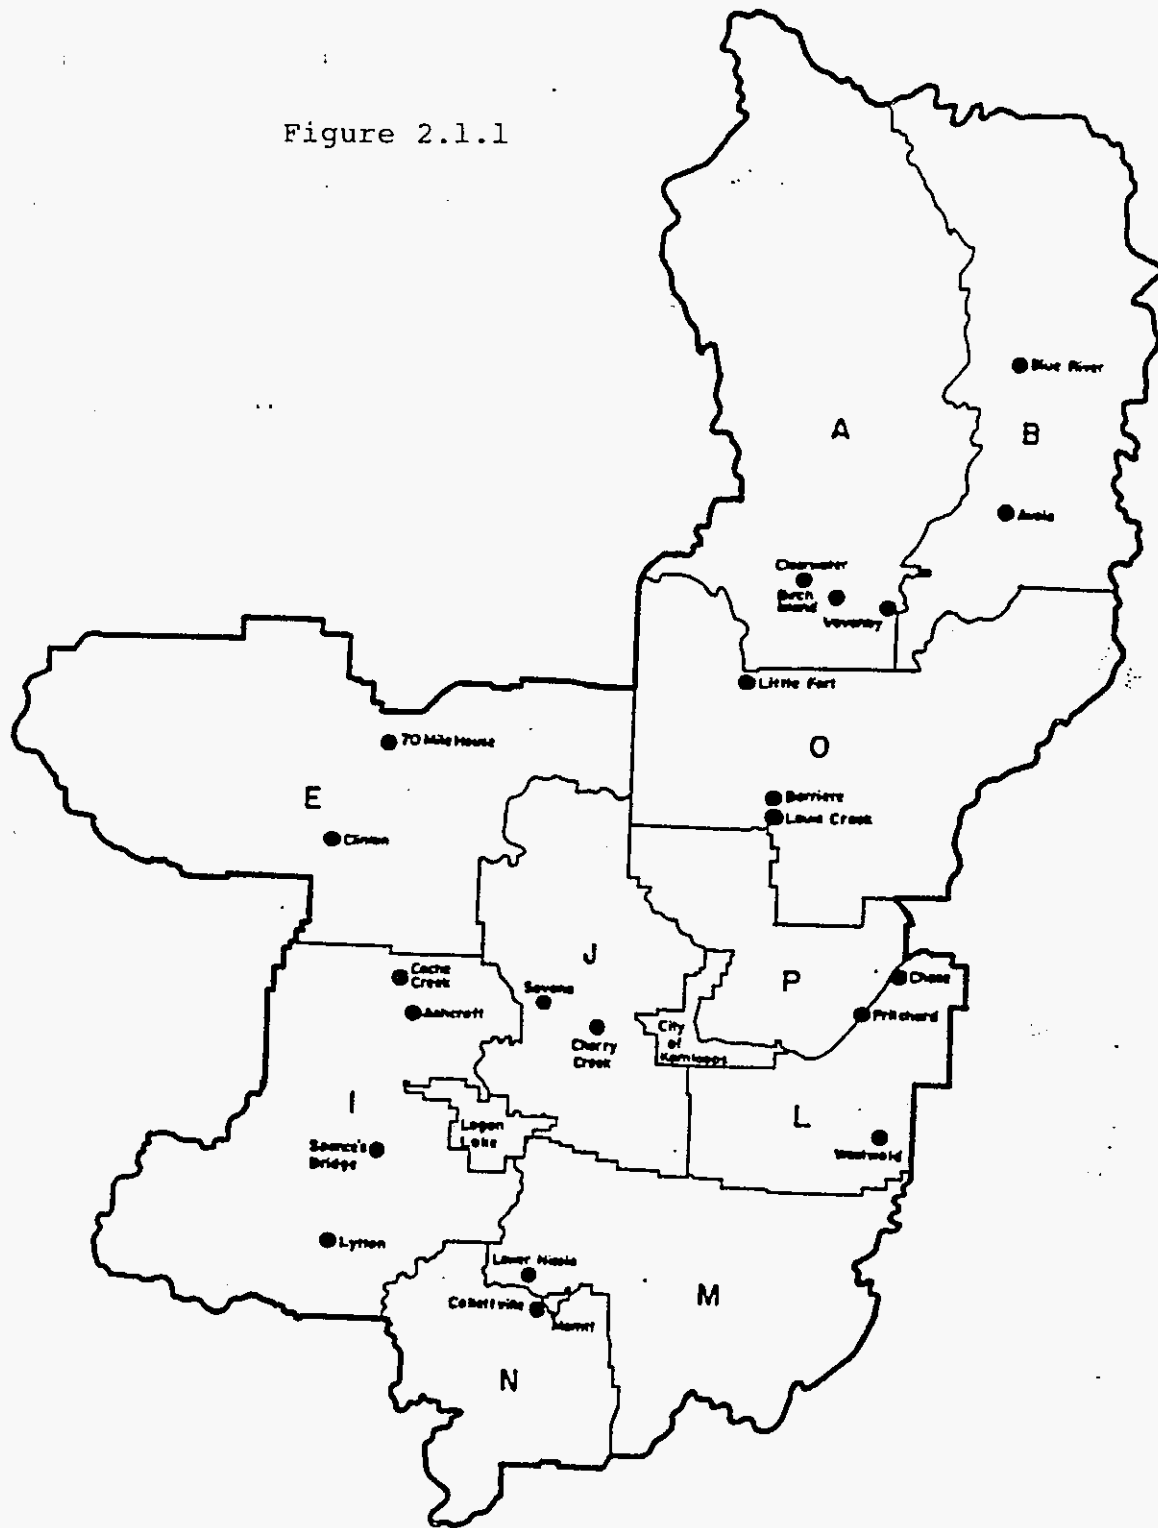 Figure 2.1.1
Blue River
A
B
Avola
Clearwater
Birch
Island
Vavenby
Little Fort
70 Mile House
O
E
Barriere
Louis Creek
Clinton
J
Cache
Creek
Savona
P
Chase
Ashcroft
Pritchard
Cherry
Creek
City
of
Kamloops
I
L
Logan
Lake
Spence's
Bridge
Westwold
Lytton
Lower Nicola
M
Collettville
Merritt
N